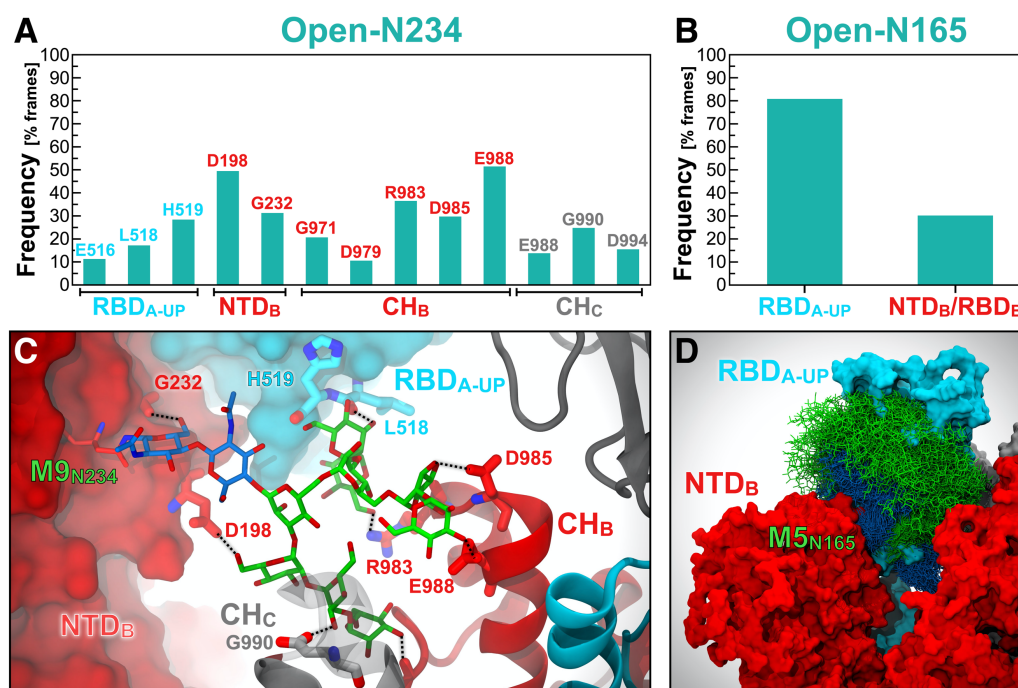 A
Open-N234
Frequency [% frames]
100
90
80
70
60
50
40
30
20
10
0
E516
L518
H519
D198
G232
G971
D979
R983
D985
E988
E988
G990
D994
RBDA-UP
NTDB
CHB
CHC
B
Open-N165
Frequency [% frames]
100
90
80
70
60
50
40
30
20
10
0
RBDA-UP
NTDB/RBDB
C
G232
H519
RBDA-UP
L518
M9N234
D985
D198
CHB
R983
E988
CHC
NTDB
G990
D
RBDA-UP
NTDB
M5N165